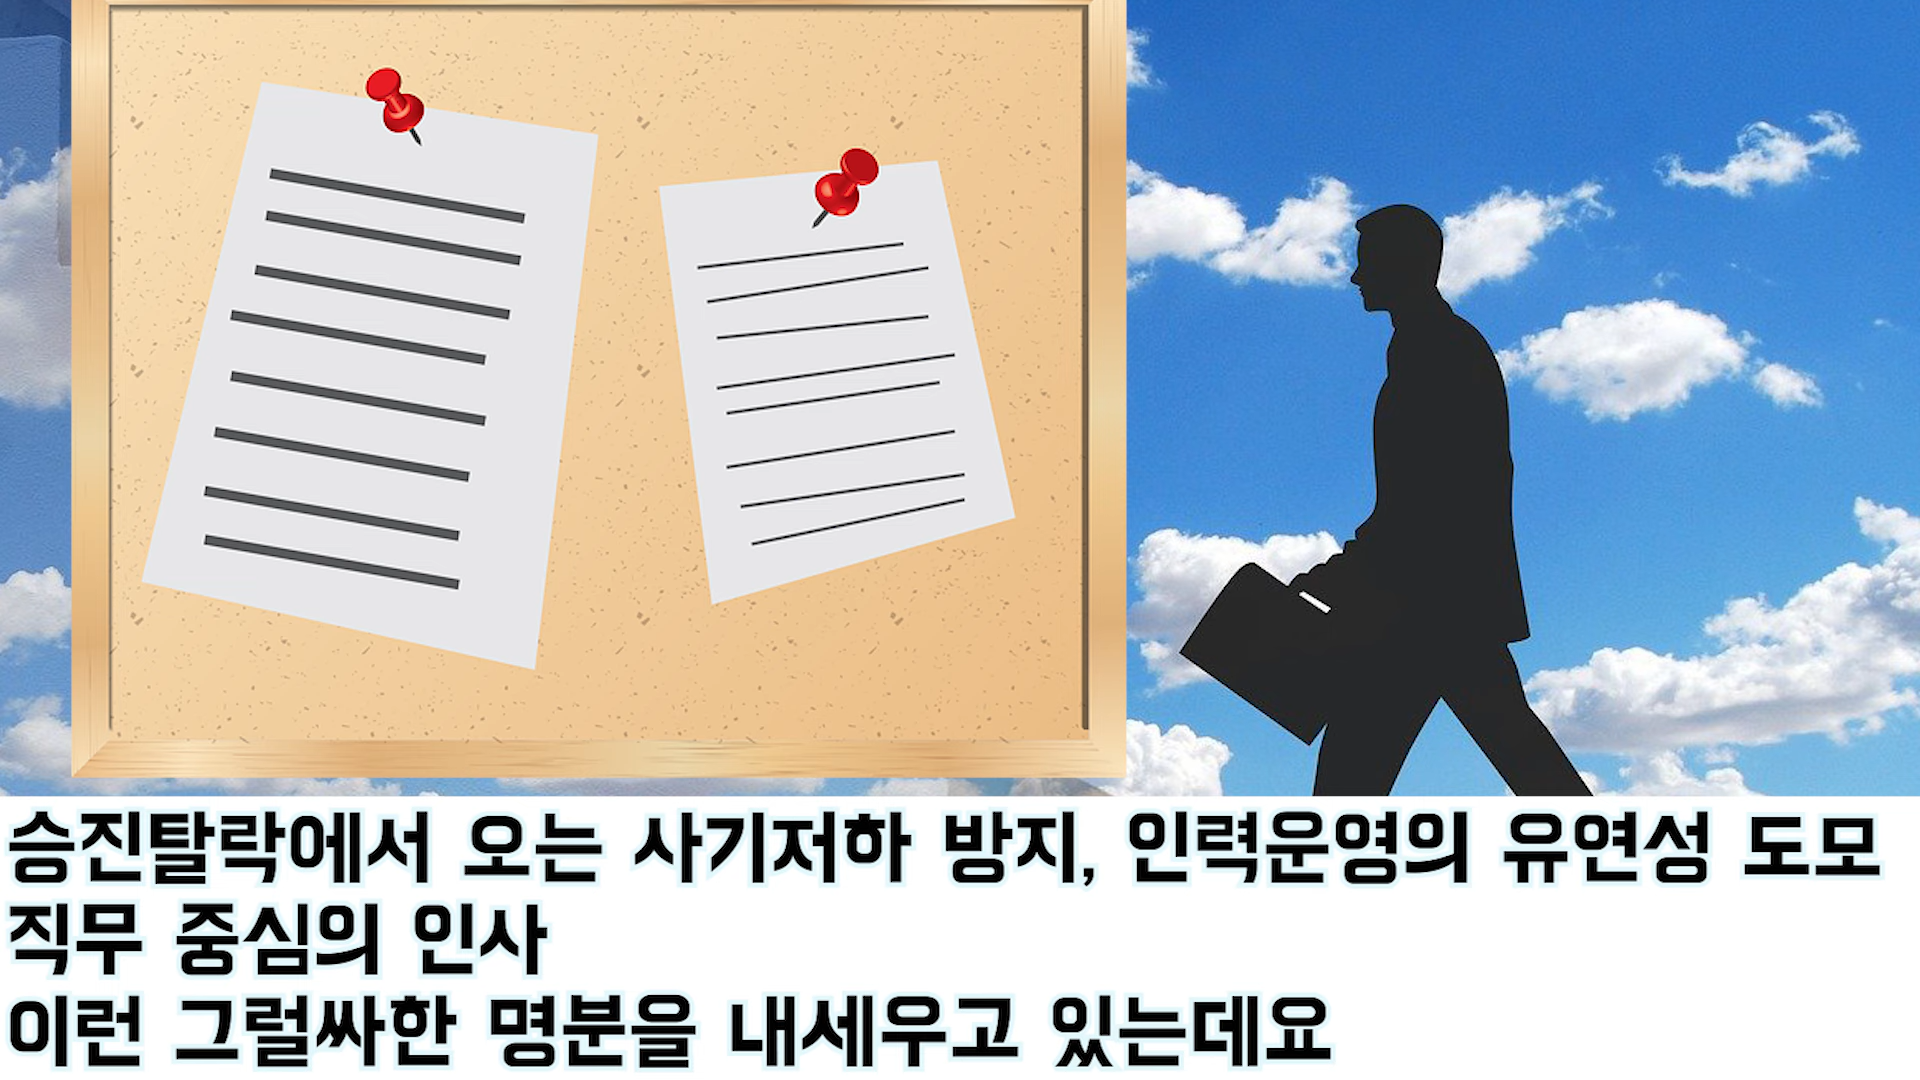 승진탈락에서 오는 사기저하 방지, 인력운영의 유연성 도모
직무 중심의 인사
이런 그럴싸한 명분을 내세우고 있는데요